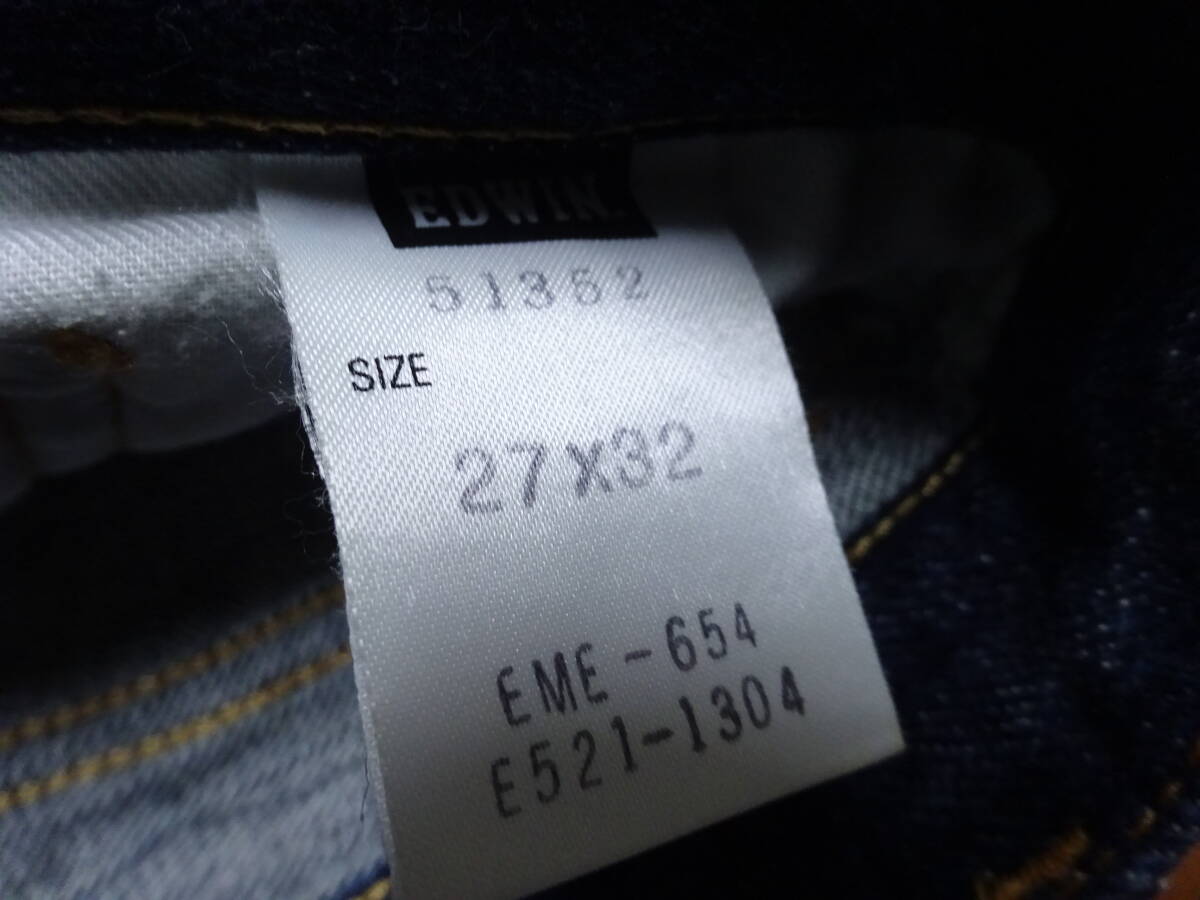 EDWIN.
51352
SIZE
27X32
EME-654
E521-1304